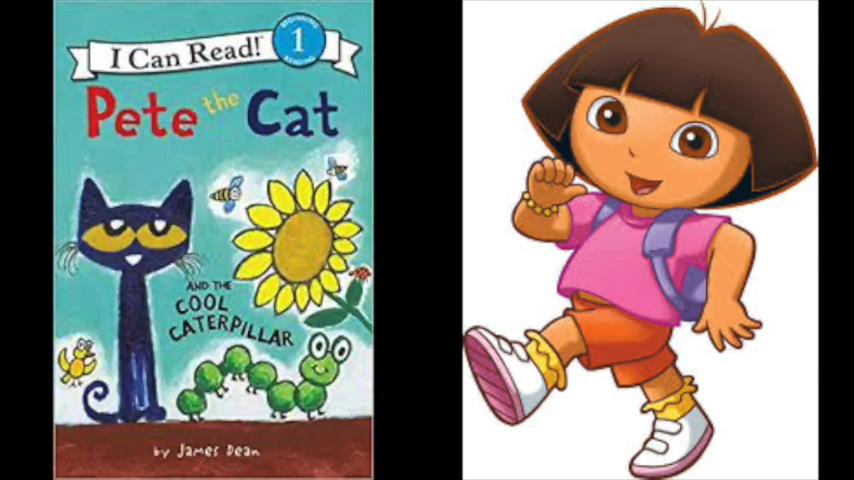 I Can Read!
BEGINNING
1
READING
Pete the Cat
AND THE
COOL
CATERPILLAR
by James Dean